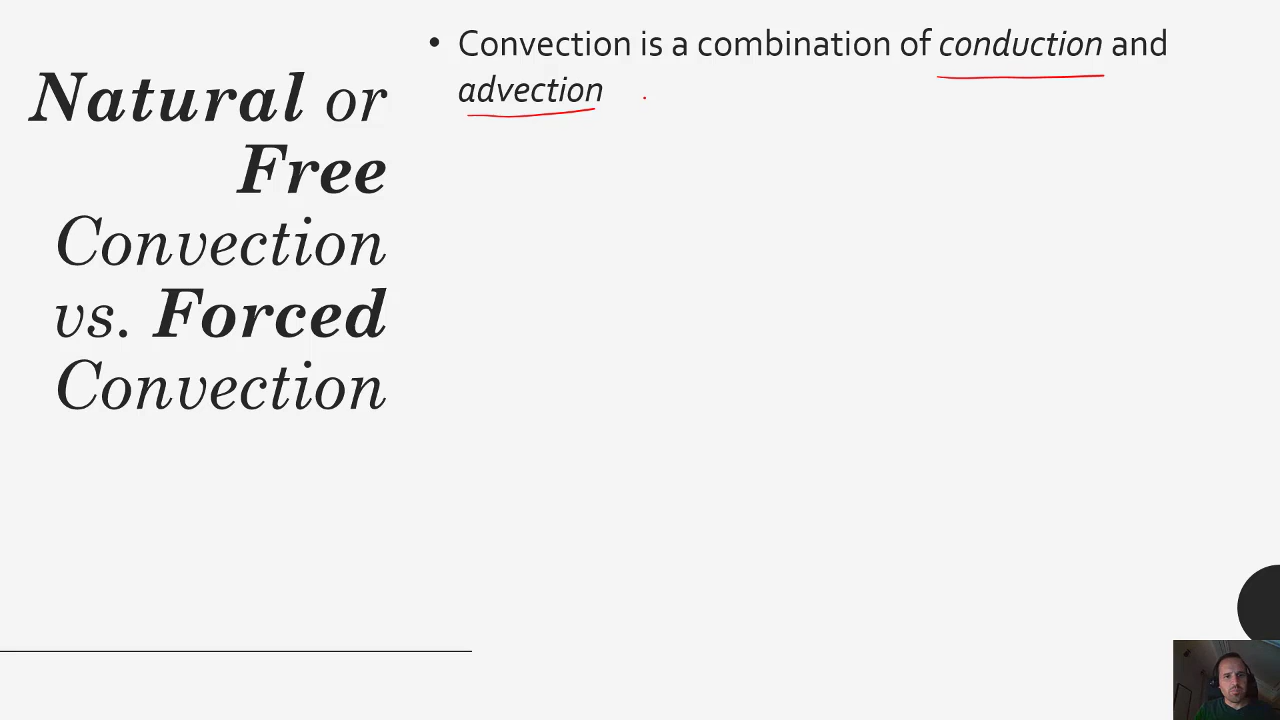 Natural or
Free
Convection
vs. Forced
Convection
• Convection is a combination of conduction and
advection